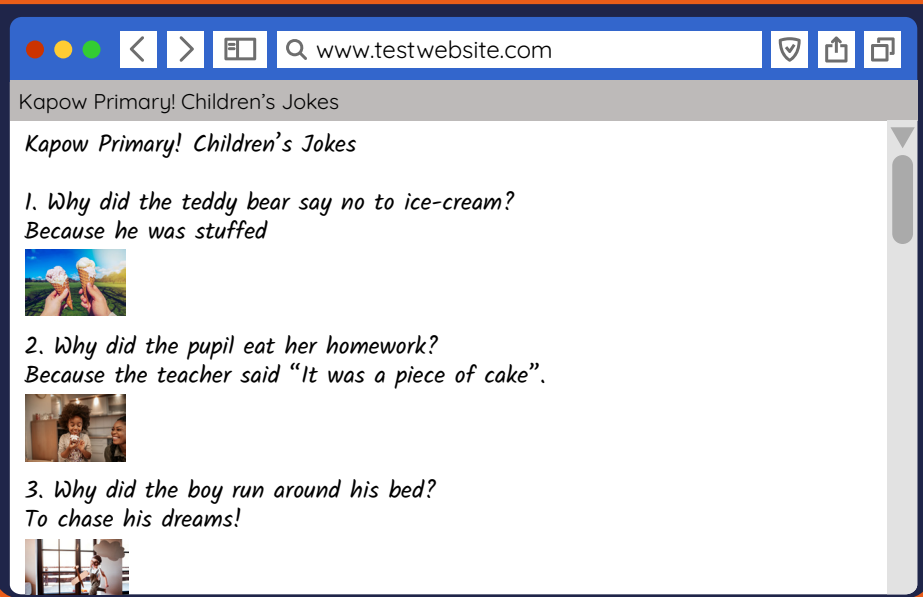 www.testwebsite.com
Kapow Primary! Children’s Jokes
Kapow Primary! Children’s Jokes
1. Why did the teddy bear say no to ice-cream?
Because he was stuffed
2. Why did the pupil eat her homework?
Because the teacher said “It was a piece of cake”.
3. Why did the boy run around his bed?
To chase his dreams!